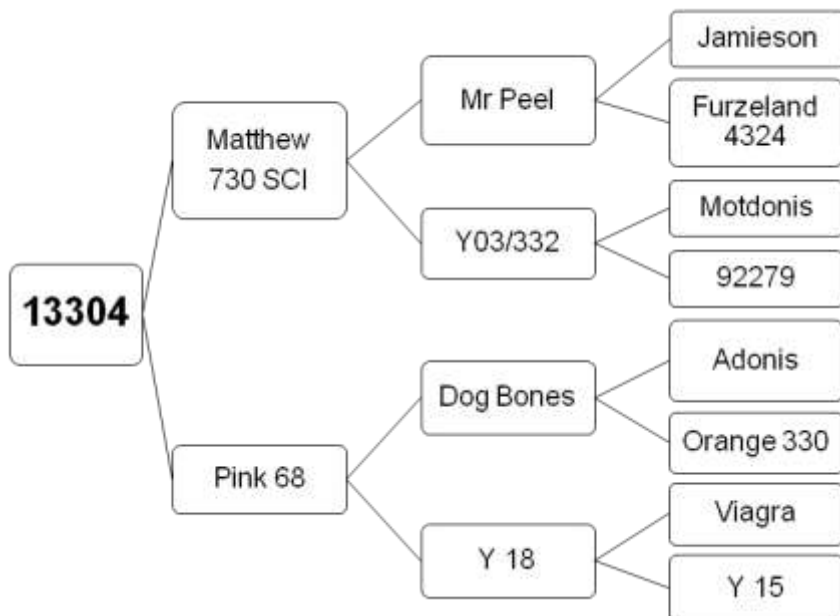 13304
Matthew
730 SCI
Pink 68
Mr Peel
Y03/332
Dog Bones
Y 18
Jamieson
Furzeland
4324
Motdonis
92279
Adonis
Orange 330
Viagra
Y 15